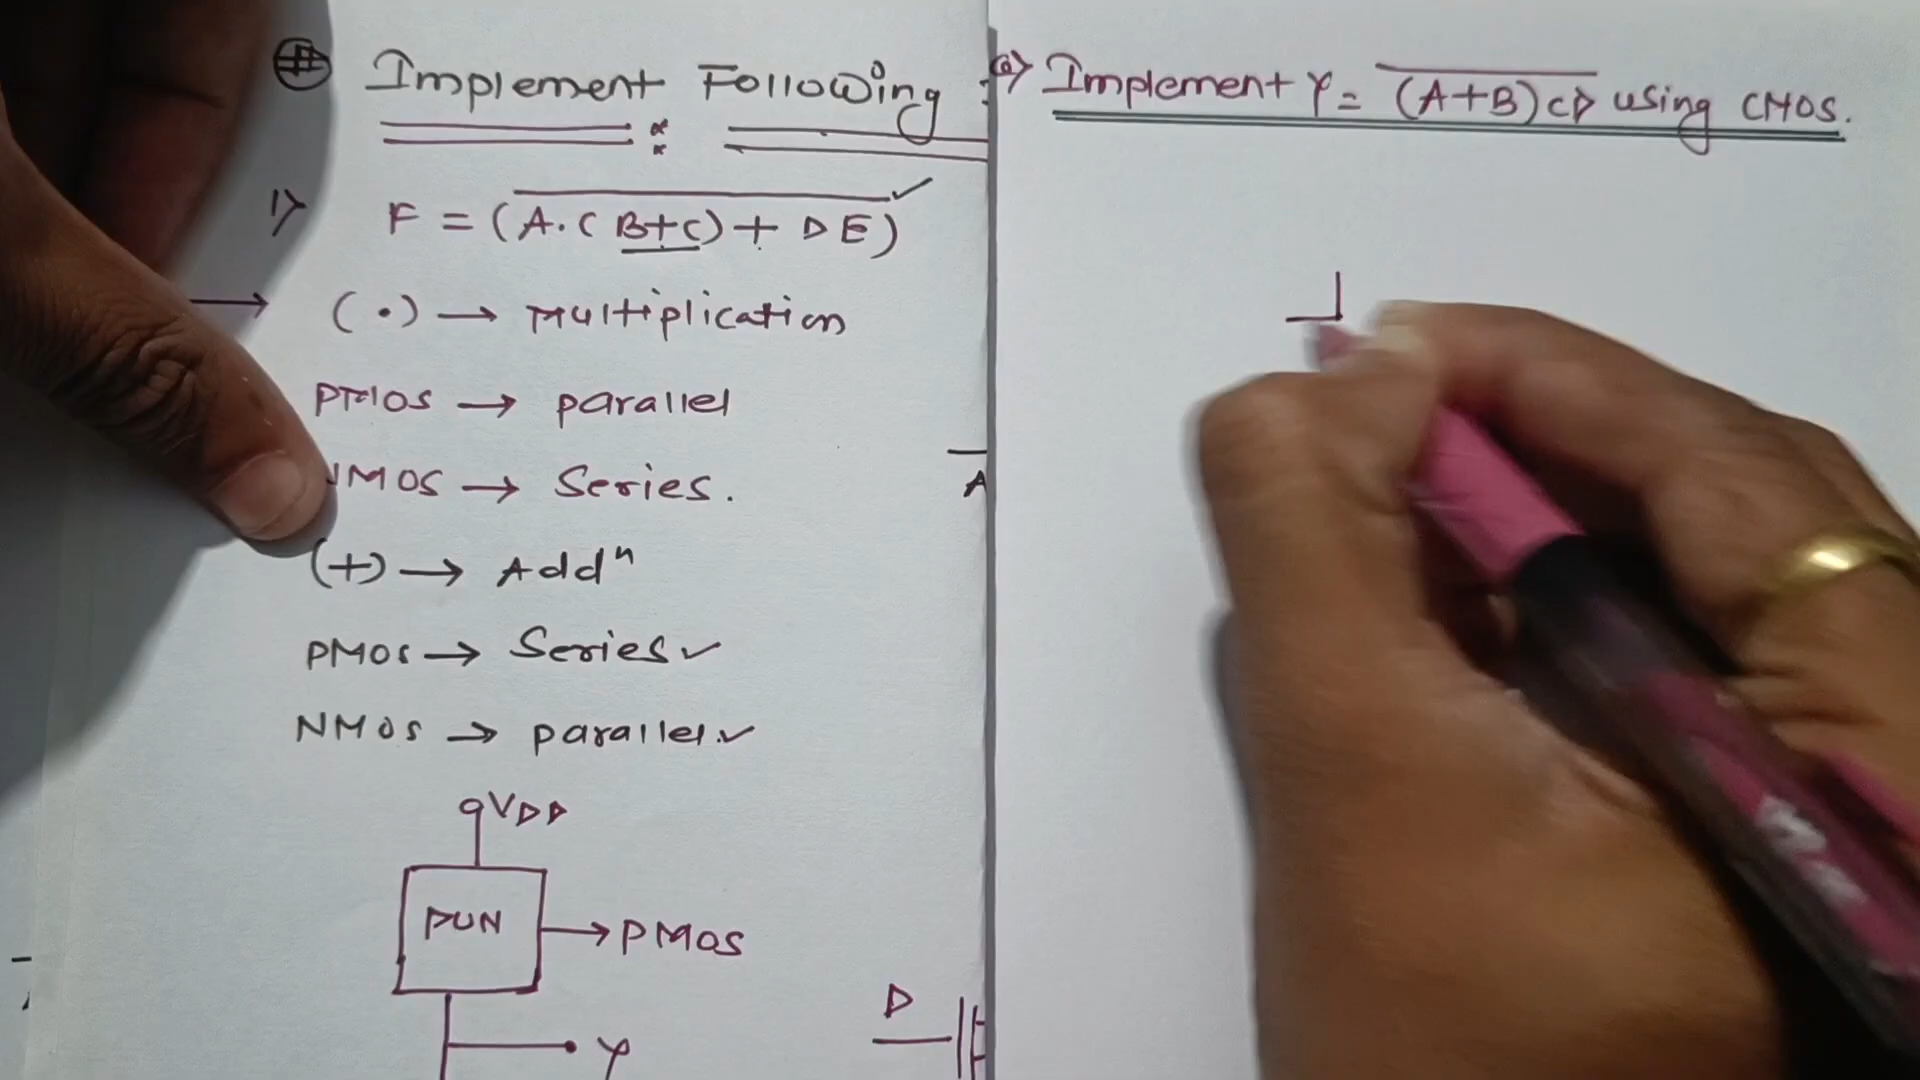 Implement Following :
1) F = (A.(B+C) + DE)
(.) → Multiplication
PMOS → parallel
NMOS → Series.
(+) → Addⁿ
PMOS → Series ✓
NMOS → parallel. ✓
VDD
PUN → PMOS
Y
A
D
Q) Implement Y = (A+B)CD using CMOS.